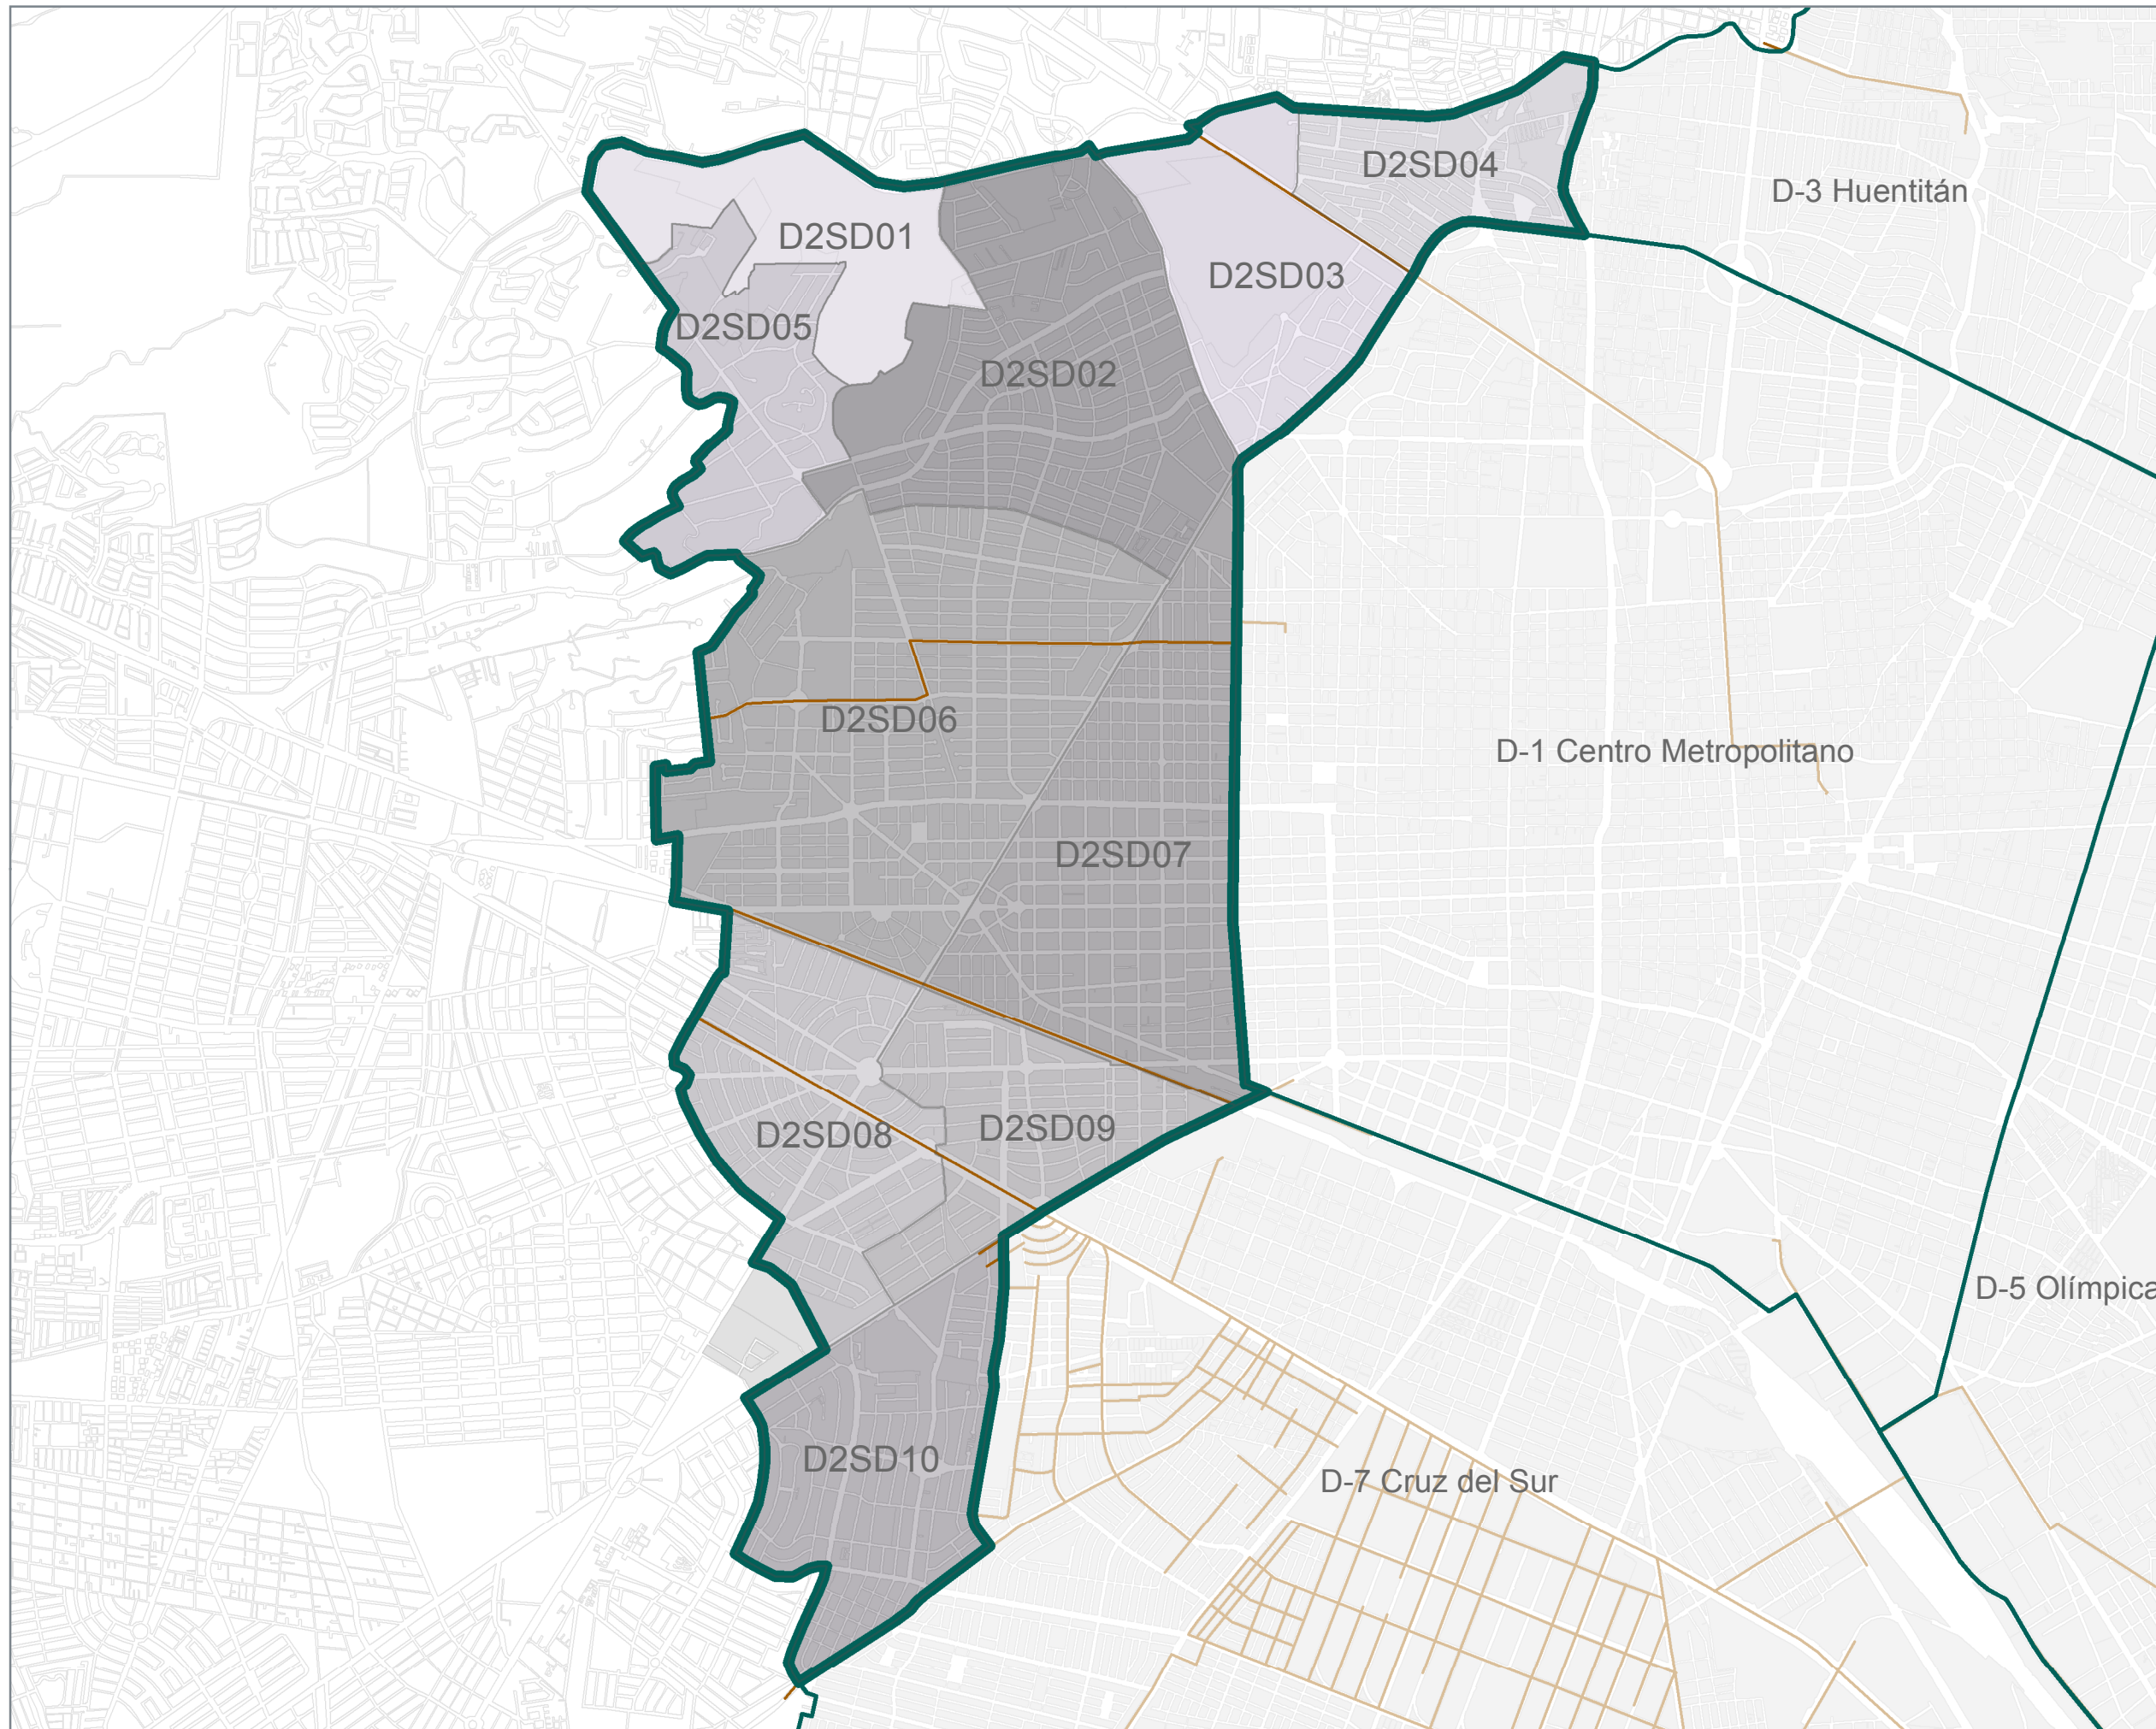 D2SD04
D-3 Huentitán
D2SD01
D2SD03
D2SD05
D2SD02
D2SD06
D-1 Centro Metropolitano
D2SD07
D2SD08
D2SD09
D-5 Olímpica
D2SD10
D-7 Cruz del Sur